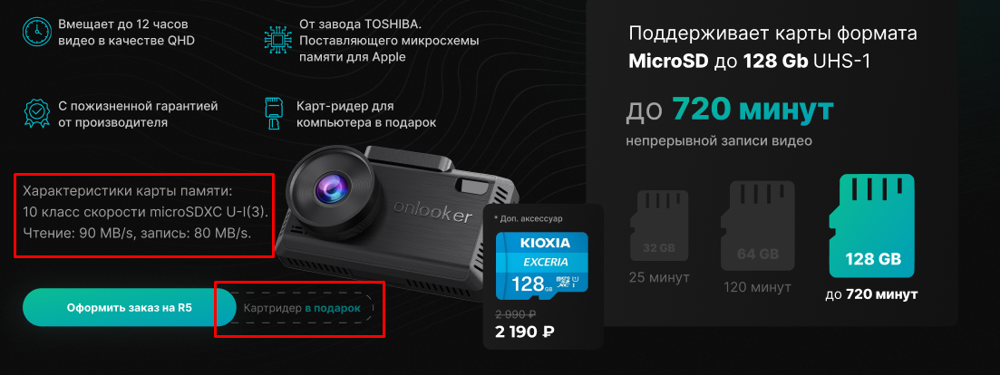 Вмещает до 12 часов
видео в качестве QHD
От завода TOSHIBA.
Поставляющего микросхемы
памяти для Apple
С пожизненной гарантией
от производителя
Карт-ридер для
компьютера в подарок
Характеристики карты памяти:
10 класс скорости microSDXC U-I(3).
Чтение: 90 MB/s, запись: 80 MB/s.
Оформить заказ на R5
Картридер в подарок
onlooker
* Доп. аксессуар
KIOXIA
EXCERIA
128GB
2 990 ₽
2 190 ₽
Поддерживает карты формата
MicroSD до 128 Gb UHS-1
до 720 минут
непрерывной записи видео
32 GB
25 минут
64 GB
120 минут
128 GB
до 720 минут